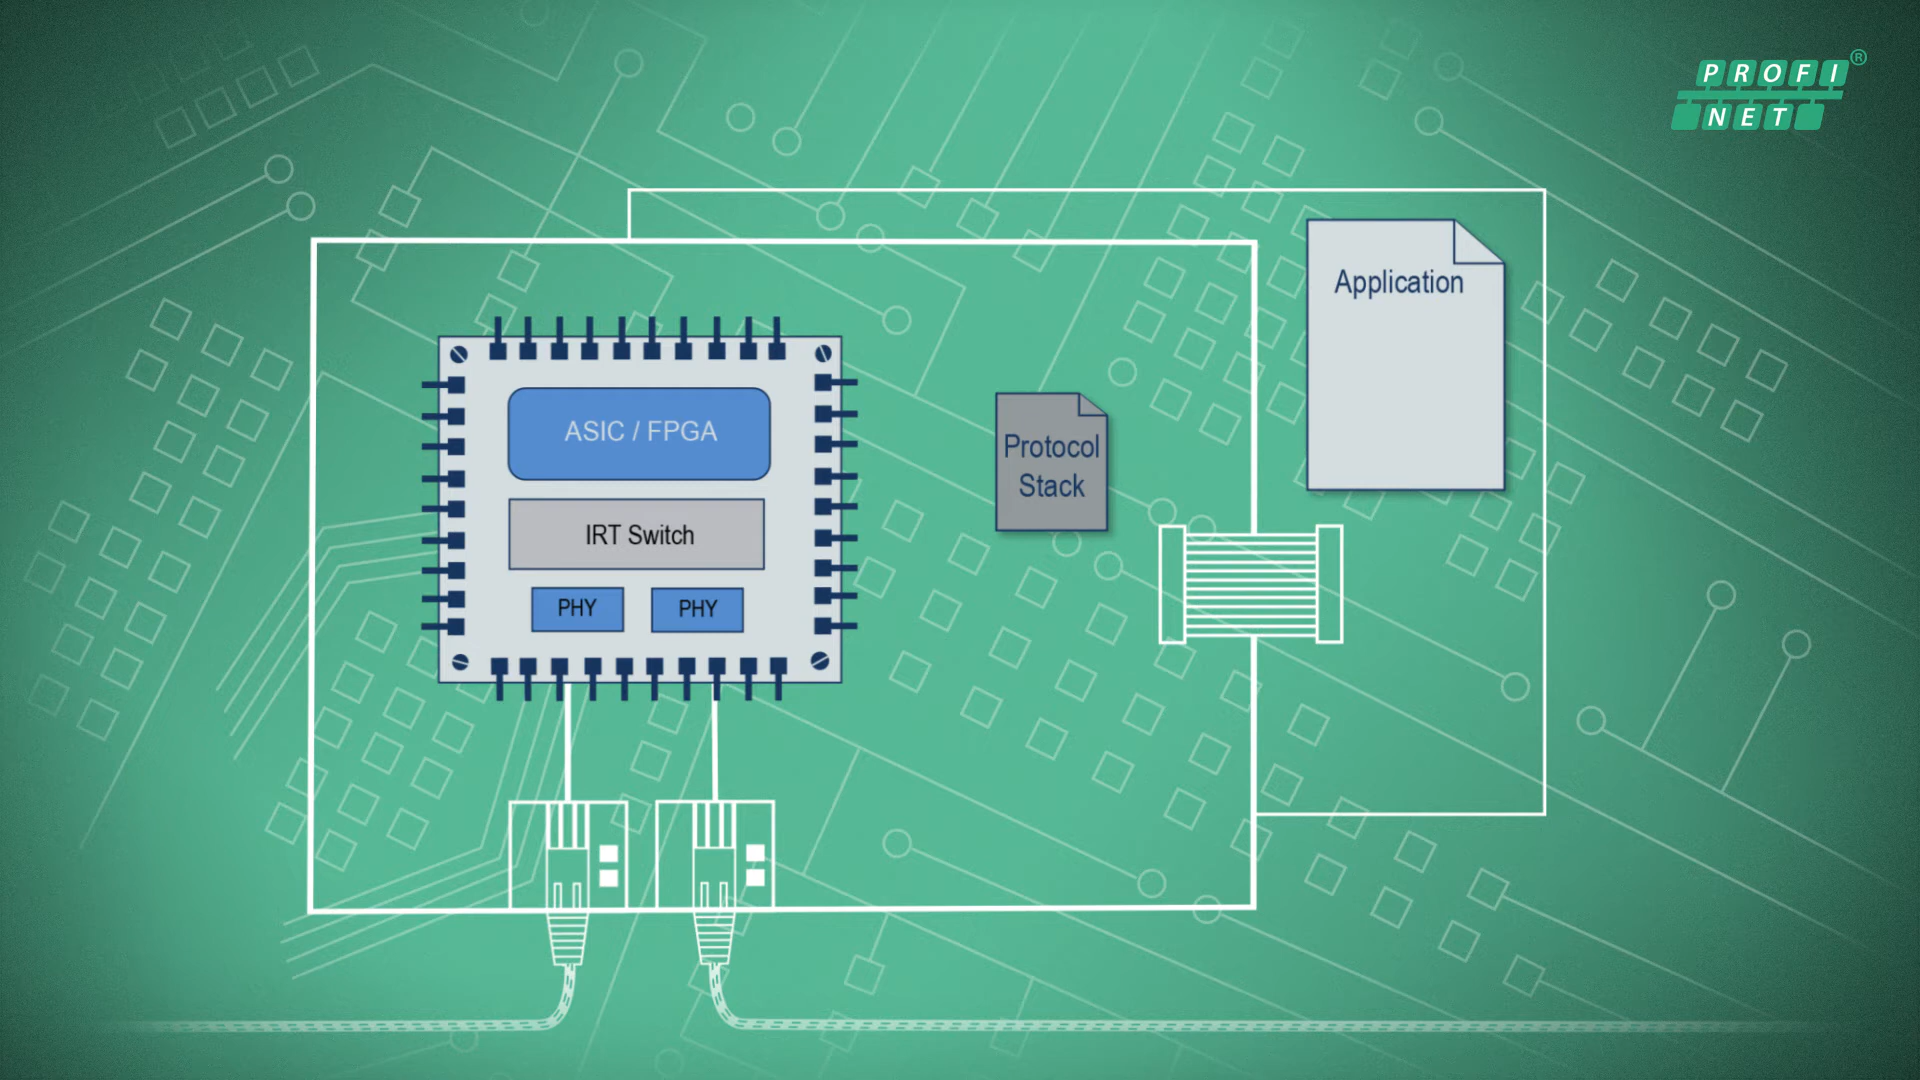 PROFI®
NET
Application
ASIC / FPGA
Protocol
Stack
IRT Switch
PHY PHY